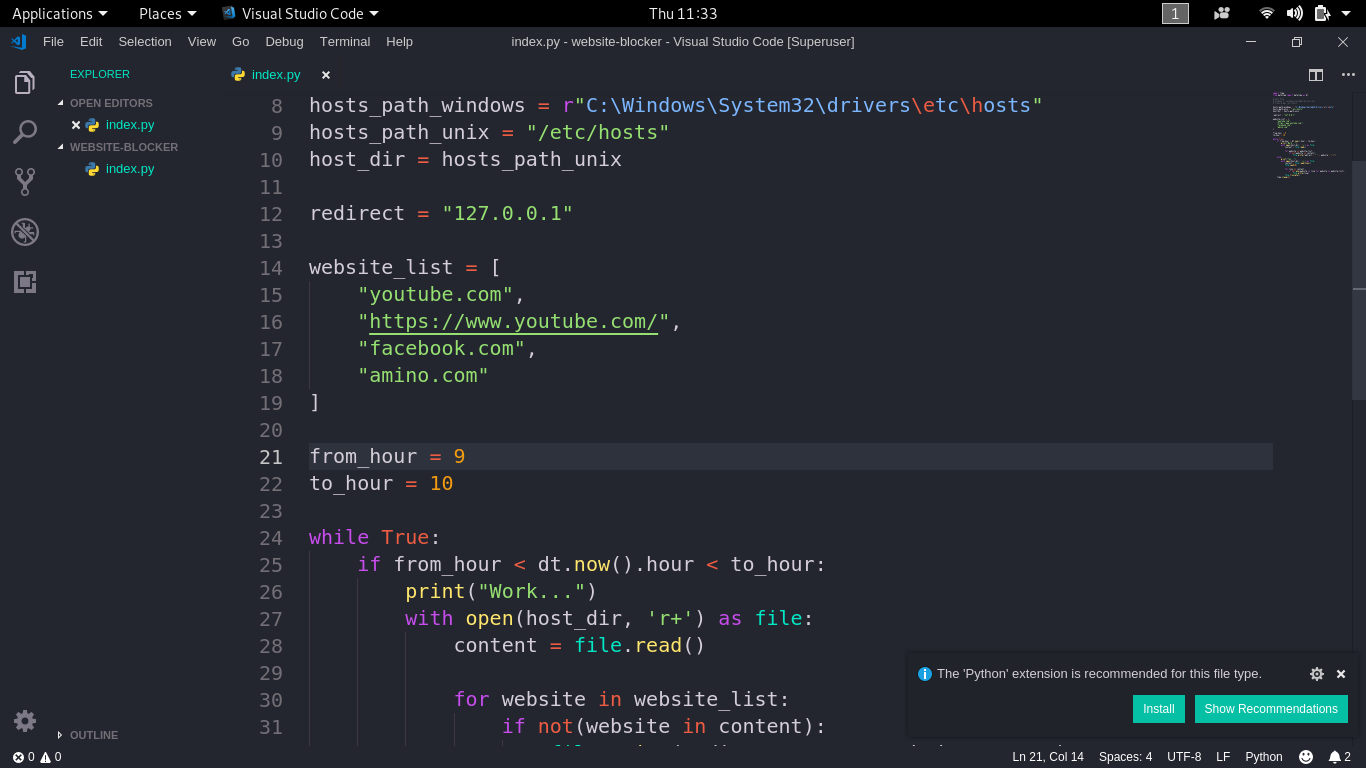 Applications Places Visual Studio Code Thu 11:33 1
File Edit Selection View Go Debug Terminal Help index.py - website-blocker - Visual Studio Code [Superuser]
EXPLORER
OPEN EDITORS
index.py
WEBSITE-BLOCKER
index.py
OUTLINE
index.py
8 hosts_path_windows = r"C:\Windows\System32\drivers\etc\hosts"
9 hosts_path_unix = "/etc/hosts"
10 host_dir = hosts_path_unix
11
12 redirect = "127.0.0.1"
13
14 website_list = [
15 "youtube.com",
16 "https://www.youtube.com/",
17 "facebook.com",
18 "amino.com"
19 ]
20
21 from_hour = 9
22 to_hour = 10
23
24 while True:
25 if from_hour < dt.now().hour < to_hour:
26 print("Work...")
27 with open(host_dir, 'r+') as file:
28 content = file.read()
29
30 for website in website_list:
31 if not(website in content):
The 'Python' extension is recommended for this file type.
Install Show Recommendations
0 0 Ln 21, Col 14 Spaces: 4 UTF-8 LF Python 2